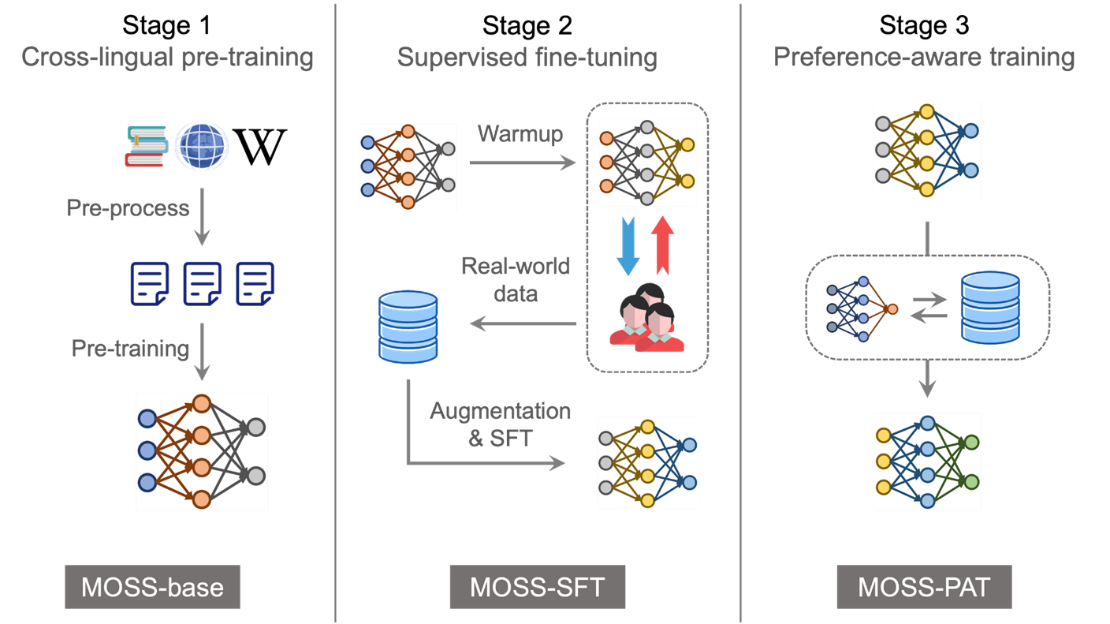 Stage 1
Cross-lingual pre-training
W
Pre-process
Pre-training
MOSS-base
Stage 2
Supervised fine-tuning
Warmup
Real-world
data
Augmentation
& SFT
MOSS-SFT
Stage 3
Preference-aware training
MOSS-PAT